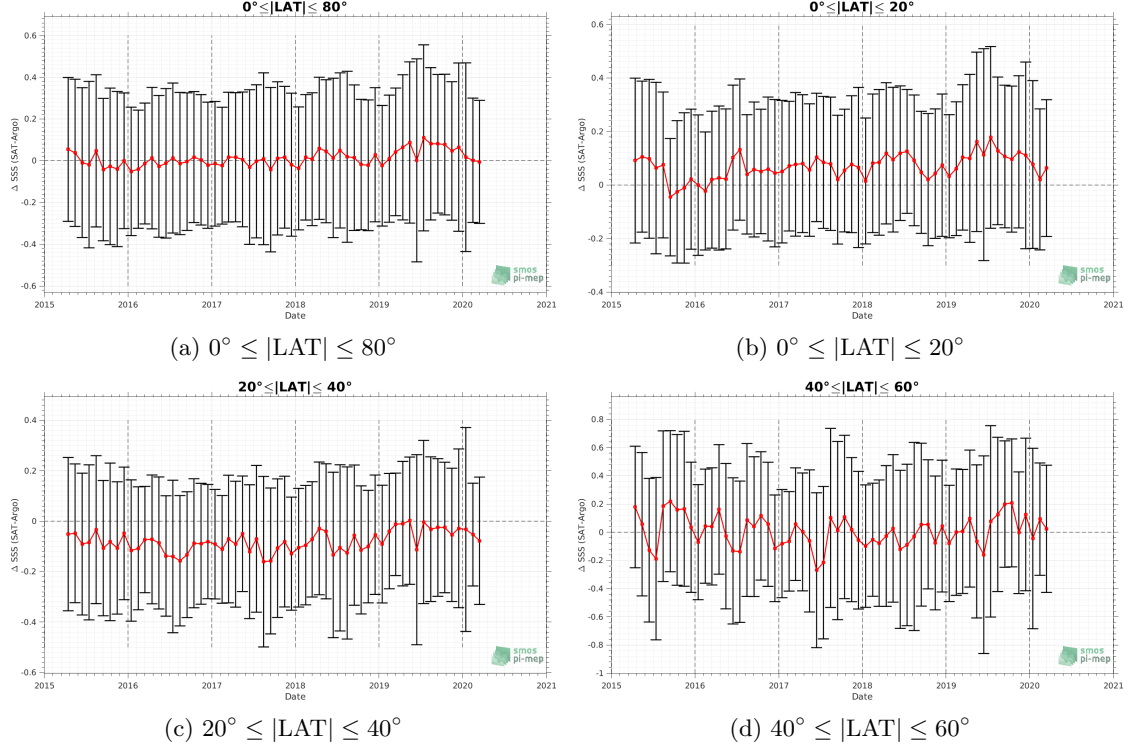 0°≤|LAT|≤ 80°
Δ SSS (SAT-Argo)
0.6
0.4
0.2
0
-0.2
-0.4
-0.6
2015 2016 2017 2018 2019 2020 2021
Date
smos
pi-mep
(a) 0° ≤ |LAT| ≤ 80°
0°≤|LAT|≤ 20°
Δ SSS (SAT-Argo)
0.6
0.4
0.2
0
-0.2
-0.4
2015 2016 2017 2018 2019 2020 2021
Date
smos
pi-mep
(b) 0° ≤ |LAT| ≤ 20°
20°≤|LAT|≤ 40°
Δ SSS (SAT-Argo)
0.4
0.2
0
-0.2
-0.4
-0.6
2015 2016 2017 2018 2019 2020 2021
Date
smos
pi-mep
(c) 20° ≤ |LAT| ≤ 40°
40°≤|LAT|≤ 60°
Δ SSS (SAT-Argo)
0.8
0.6
0.4
0.2
0
-0.2
-0.4
-0.6
-0.8
-1
2015 2016 2017 2018 2019 2020 2021
Date
smos
pi-mep
(d) 40° ≤ |LAT| ≤ 60°